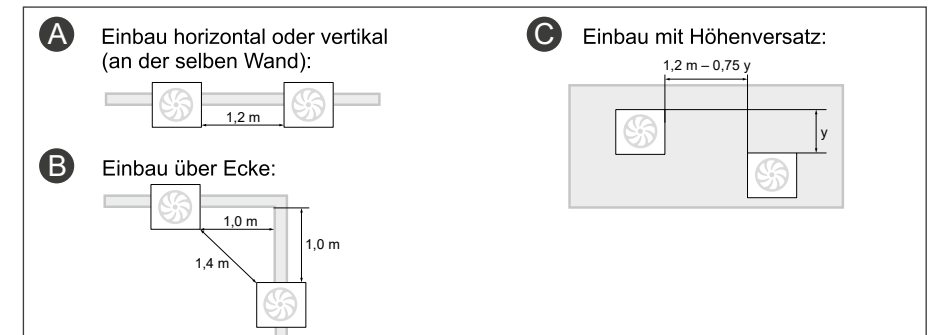 A
Einbau horizontal oder vertikal
(an der selben Wand):
1,2 m
B
Einbau über Ecke:
1,0 m
1,0 m
1,4 m
C
Einbau mit Höhenversatz:
1,2 m – 0,75 y
y